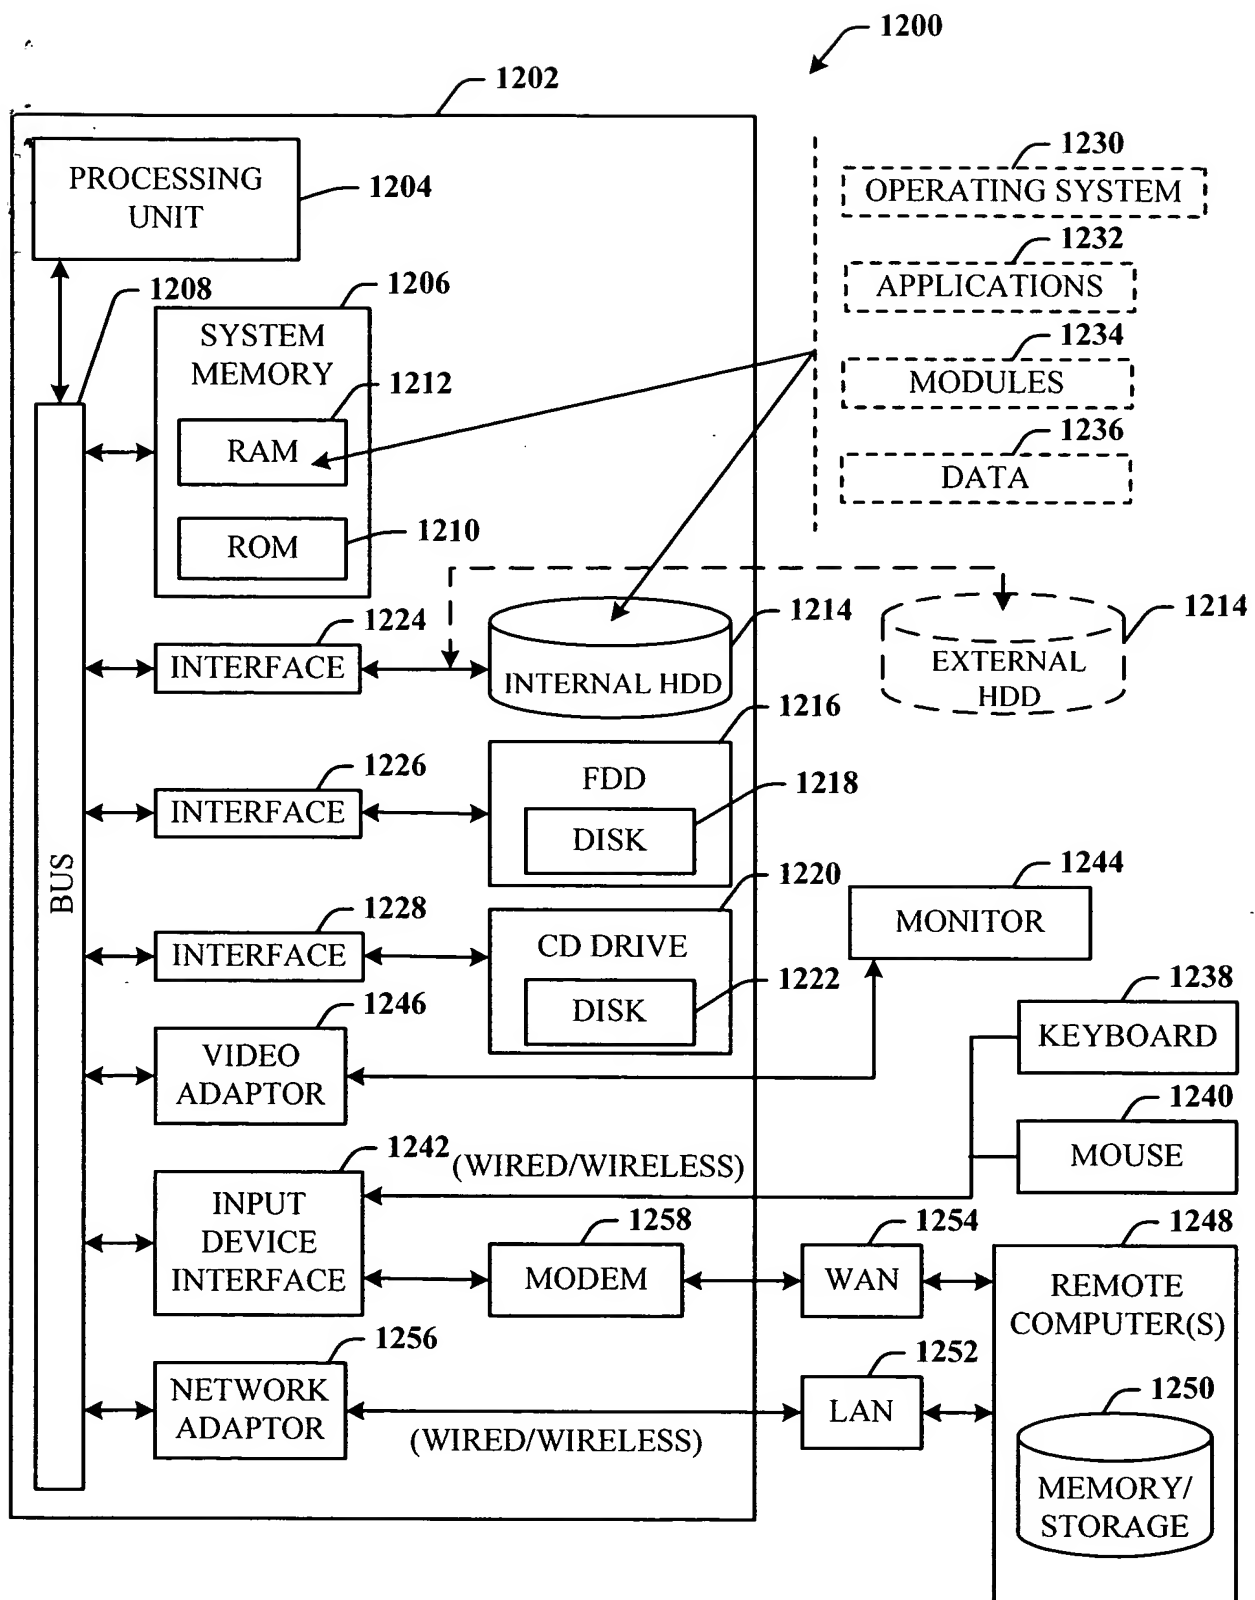 1200
1202
PROCESSING
UNIT
1204
1230
OPERATING SYSTEM
1232
APPLICATIONS
1234
MODULES
1236
DATA
1208
1206
SYSTEM
MEMORY
1212
RAM
1210
ROM
BUS
1224
INTERFACE
1214
INTERNAL HDD
1214
EXTERNAL
HDD
1226
INTERFACE
1216
FDD
1218
DISK
1228
INTERFACE
1220
CD DRIVE
1222
DISK
1244
MONITOR
1246
VIDEO
ADAPTOR
1238
KEYBOARD
1240
MOUSE
1242
(WIRED/WIRELESS)
INPUT
DEVICE
INTERFACE
1258
MODEM
1254
WAN
1248
REMOTE
COMPUTER(S)
1256
NETWORK
ADAPTOR
(WIRED/WIRELESS)
1252
LAN
1250
MEMORY/
STORAGE